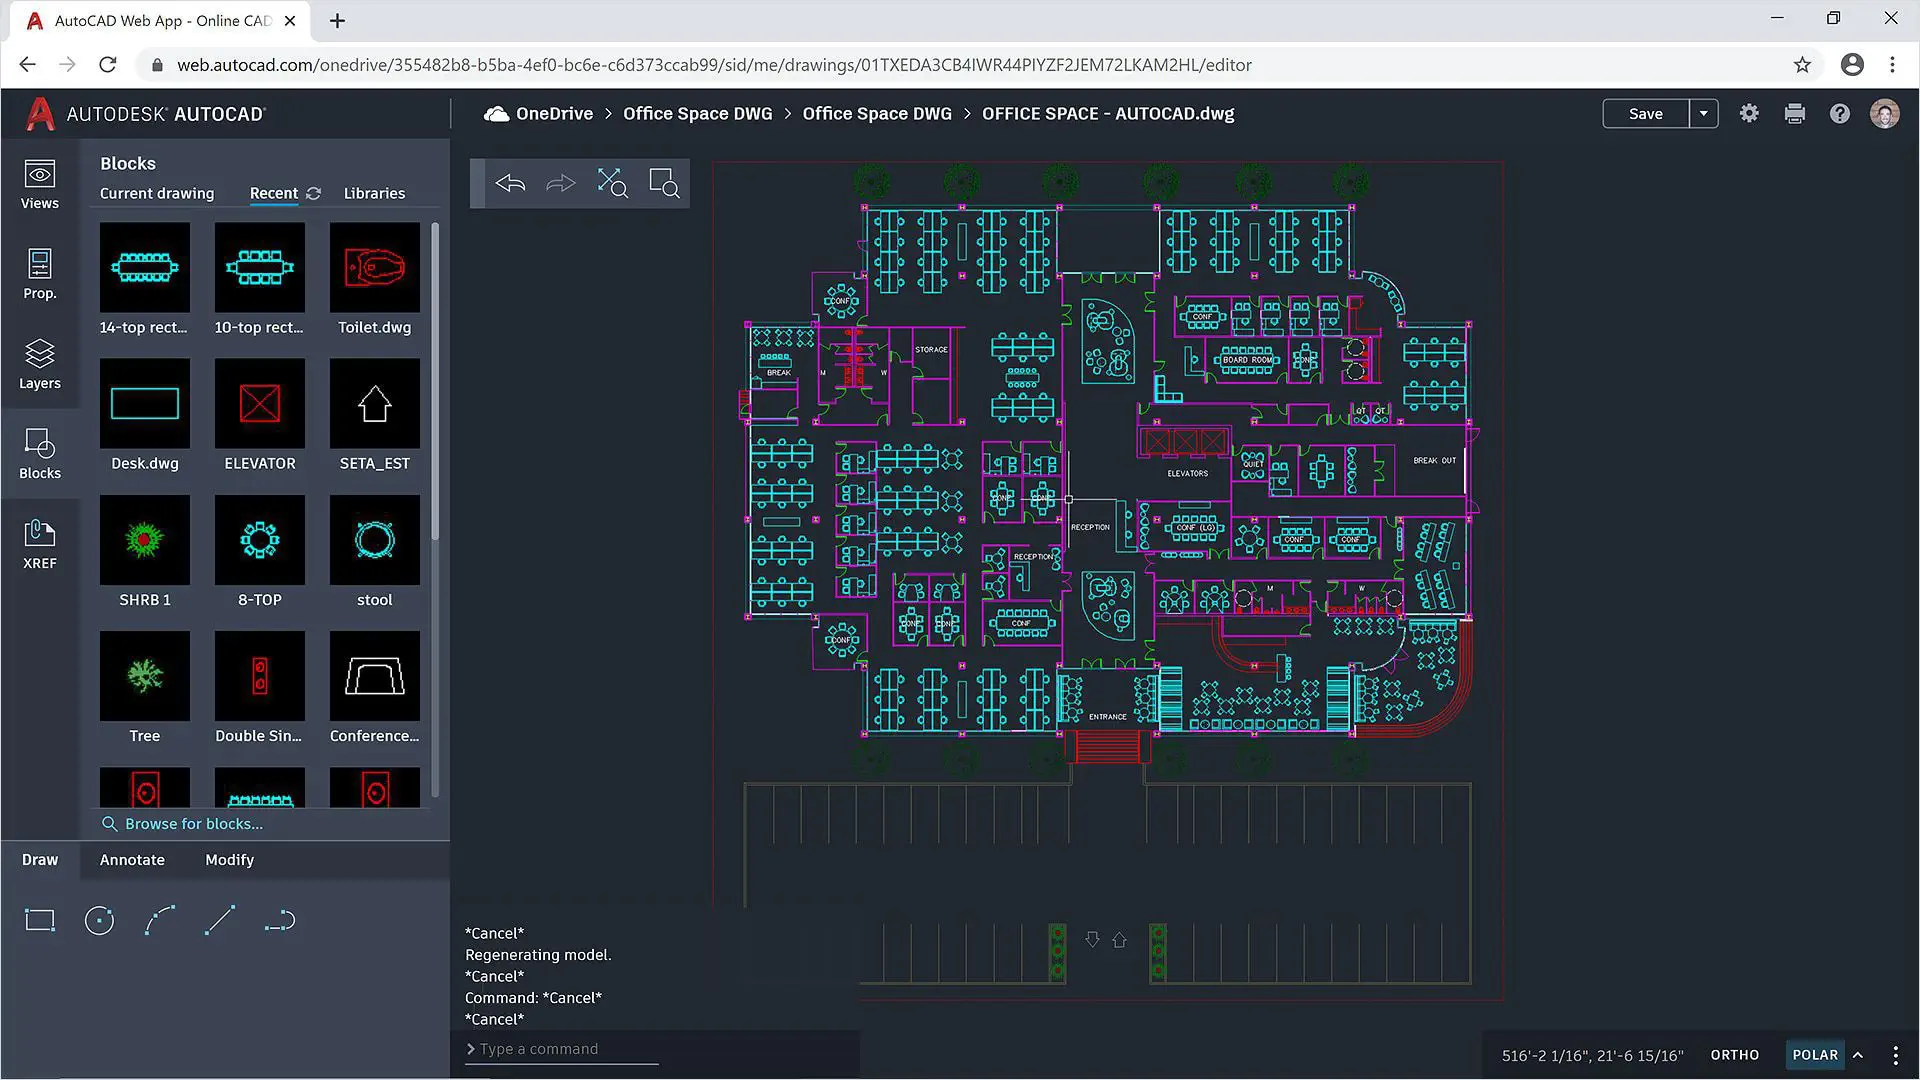 AutoCAD Web App - Online CAD
web.autocad.com/onedrive/355482b8-b5ba-4ef0-bc6e-c6d373ccab99/sid/me/drawings/01TXEDA3CB4IWR44PIYZF2JEM72LKAM2HL/editor
AUTODESK® AUTOCAD®
OneDrive > Office Space DWG > Office Space DWG > OFFICE SPACE - AUTOCAD.dwg
Save
Views
Prop.
Layers
Blocks
XREF
Blocks
Current drawing Recent Libraries
14-top rect... 10-top rect... Toilet.dwg
Desk.dwg ELEVATOR SETA_EST
SHRB 1 8-TOP stool
Tree Double Sin... Conference...
Browse for blocks...
Draw Annotate Modify
CONF
CONF
STORAGE
BOARD ROOM CONF
BREAK M W
QT QT
BREAK OUT
QUIET
ELEVATORS
CONF CONF
RECEPTION CONF (LG)
CONF CONF
RECEPTION
M W
CONF CONF CONF
CONF
ENTRANCE
*Cancel*
Regenerating model.
*Cancel*
Command: *Cancel*
*Cancel*
> Type a command
516'-2 1/16", 21'-6 15/16" ORTHO POLAR